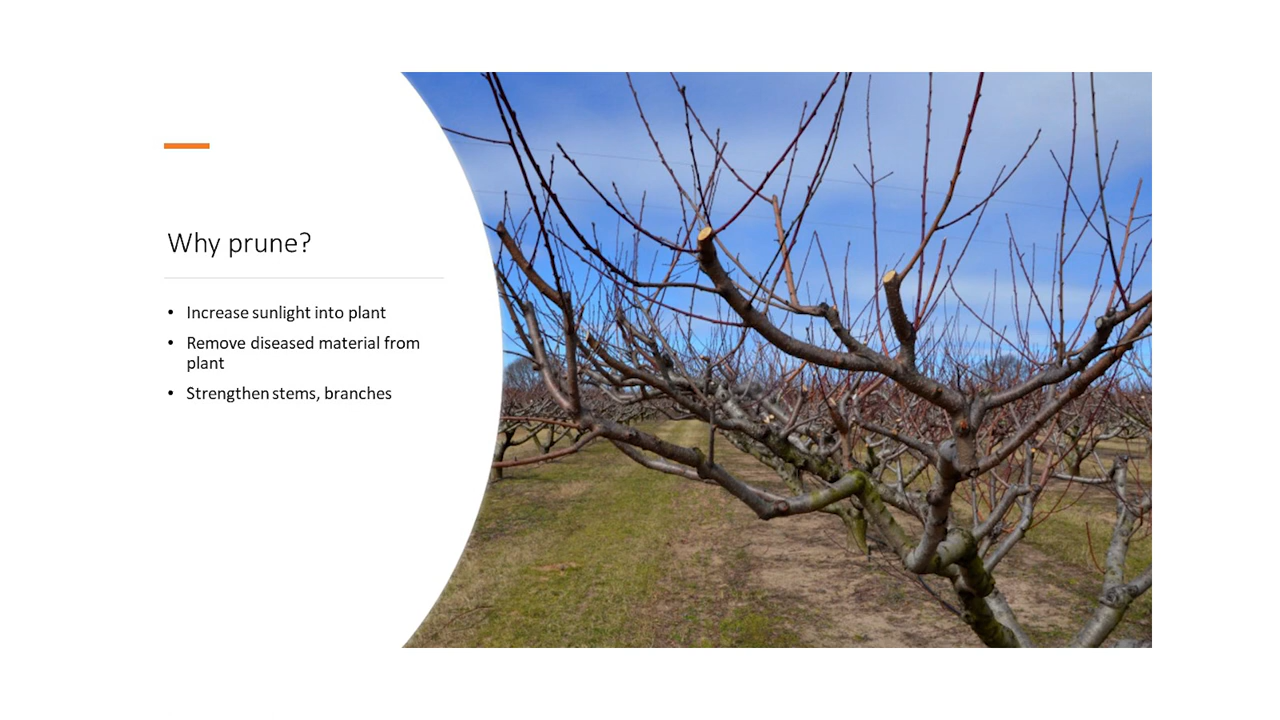 Why prune?
• Increase sunlight into plant
• Remove diseased material from
plant
• Strengthen stems, branches